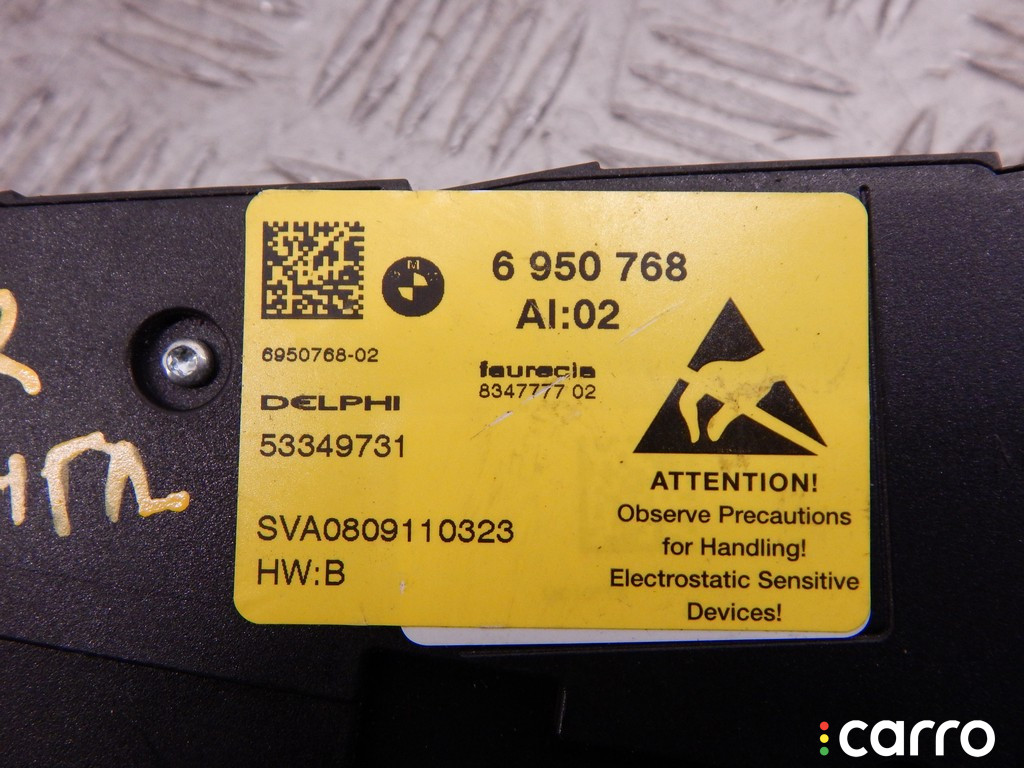 6 950 768
AI:02
6950768-02
DELPHI
53349731
faurecia
8347777 02
SVA0809110323
HW:B
ATTENTION!
Observe Precautions
for Handling!
Electrostatic Sensitive
Devices!
carro